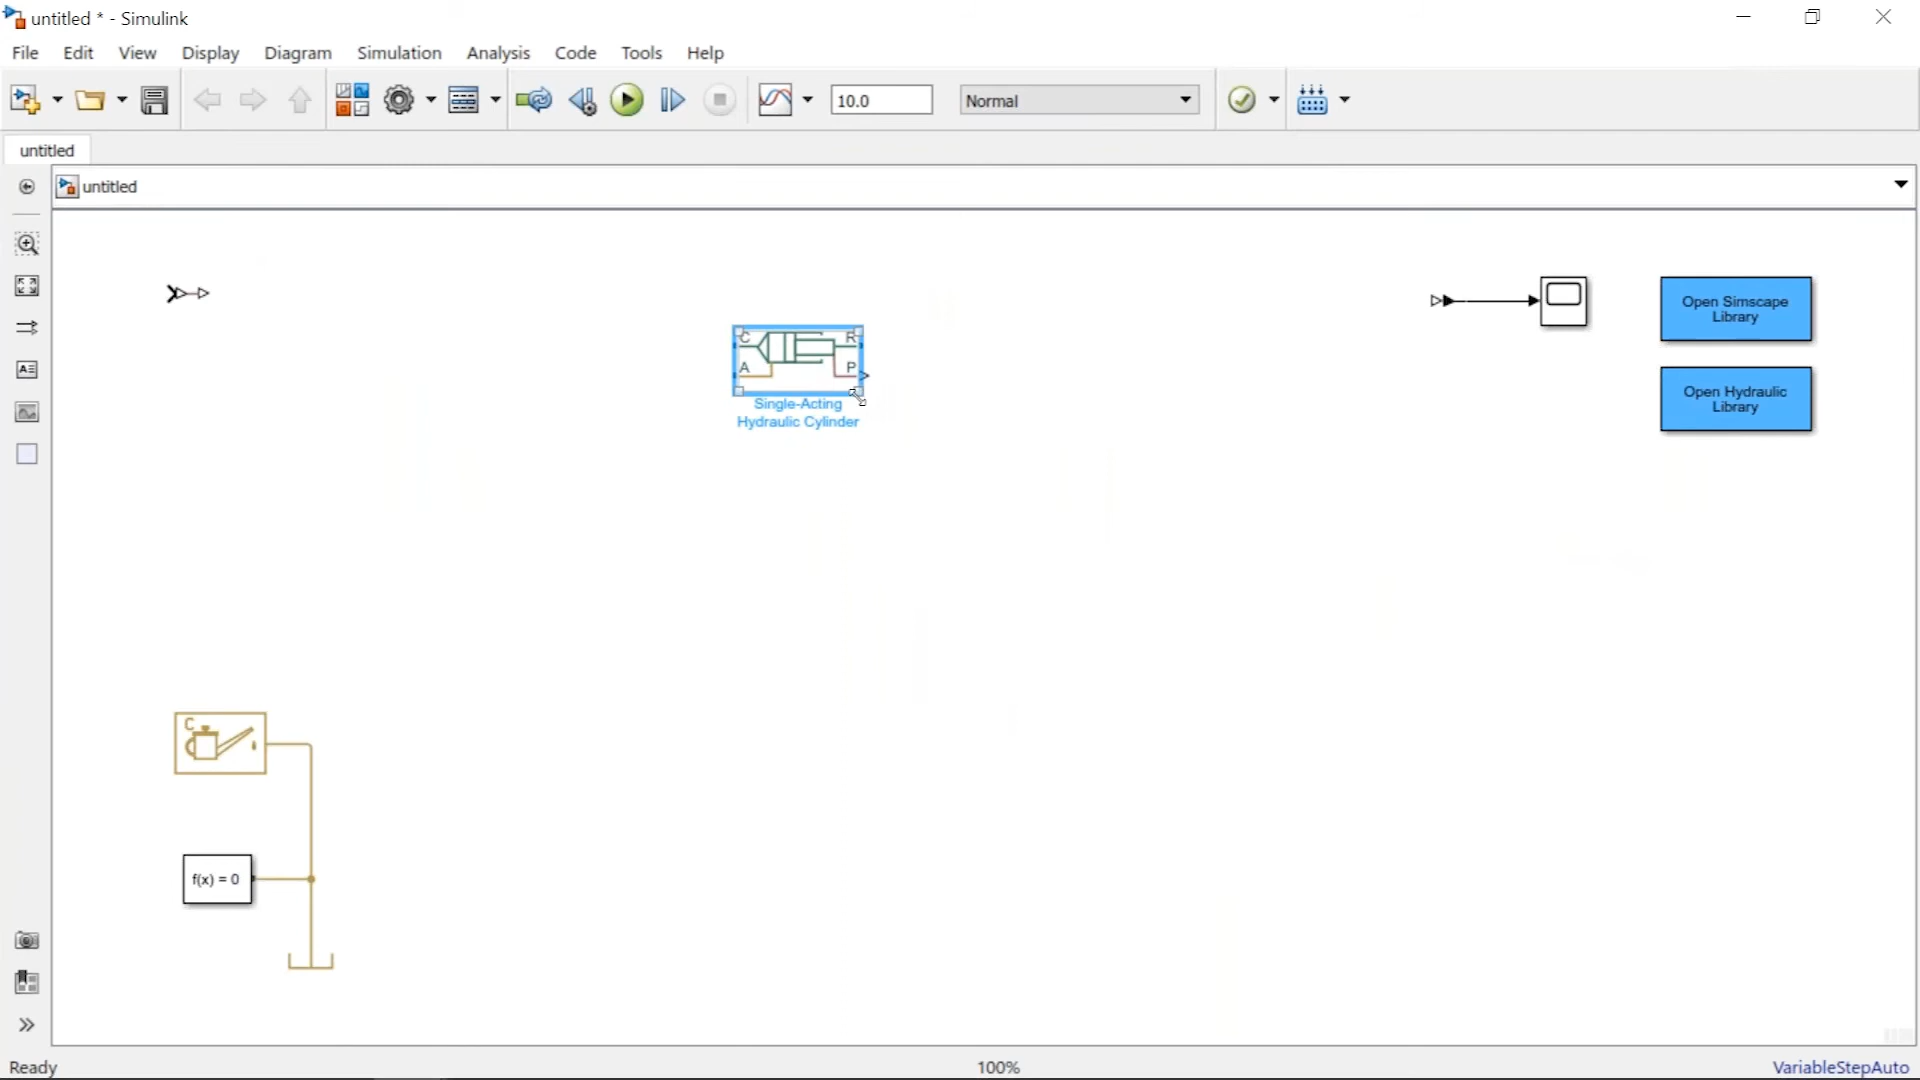 untitled * - Simulink
File Edit View Display Diagram Simulation Analysis Code Tools Help
10.0 Normal
untitled
untitled
C R
A P
Single-Acting
Hydraulic Cylinder
Open Simscape
Library
Open Hydraulic
Library
C
f(x) = 0
Ready 100% VariableStepAuto